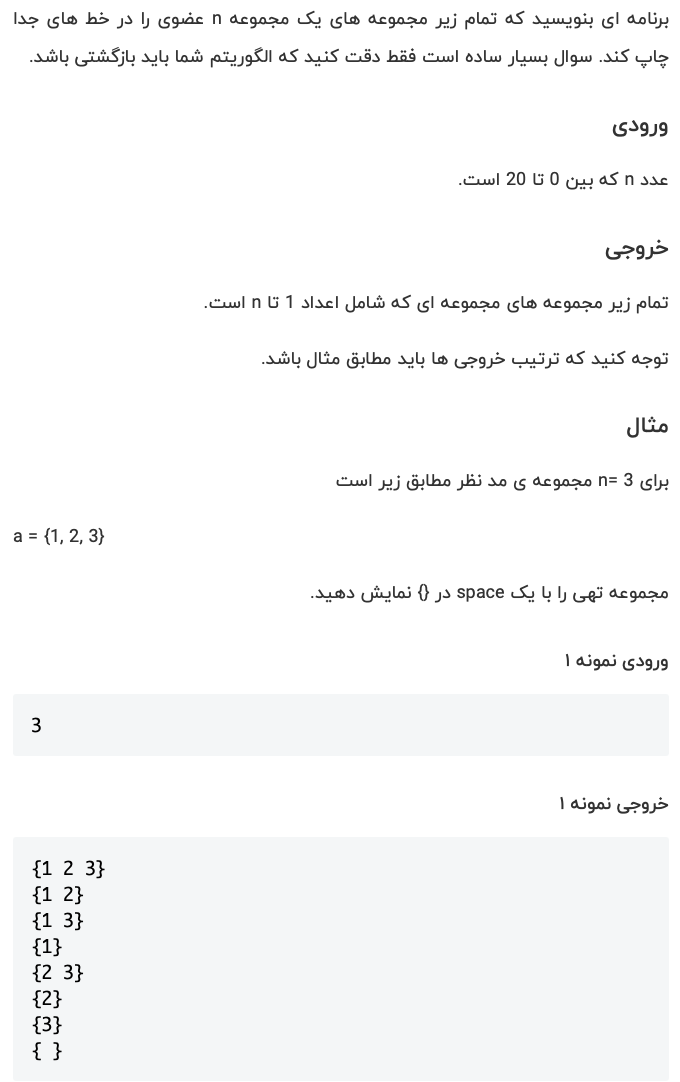 برنامه ای بنویسید که تمام زیر مجموعه های یک مجموعه n عضوی را در خط های جدا
چاپ کند. سوال بسیار ساده است فقط دقت کنید که الگوریتم شما باید بازگشتی باشد.
ورودی
عدد n که بین 0 تا 20 است.
خروجی
تمام زیر مجموعه های مجموعه ای که شامل اعداد 1 تا n است.
توجه کنید که ترتیب خروجی ها باید مطابق مثال باشد.
مثال
برای n= 3 مجموعه ی مد نظر مطابق زیر است
a = {1, 2, 3}
مجموعه تهی را با یک space در {} نمایش دهید.
ورودی نمونه ۱
3
خروجی نمونه ۱
{1 2 3}
{1 2}
{1 3}
{1}
{2 3}
{2}
{3}
{ }